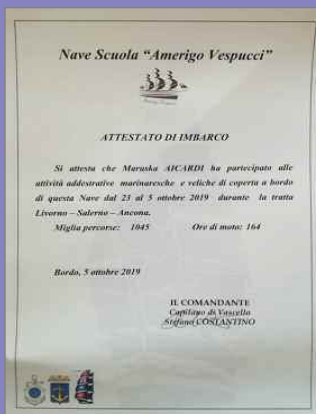 Nave Scuola “Amerigo Vespucci”
ATTESTATO DI IMBARCO
Si attesta che Maruska AICARDI ha partecipato alle
attività addestrative marinaresche e veliche di coperta a bordo
di questa Nave dal 23 al 5 ottobre 2019 durante la tratta
Livorno – Salerno – Ancona.
Miglia percorse: 1045 Ore di moto: 164
Bordo, 5 ottobre 2019
IL COMANDANTE
Capitano di Vascello
Stefano COSTANTINO